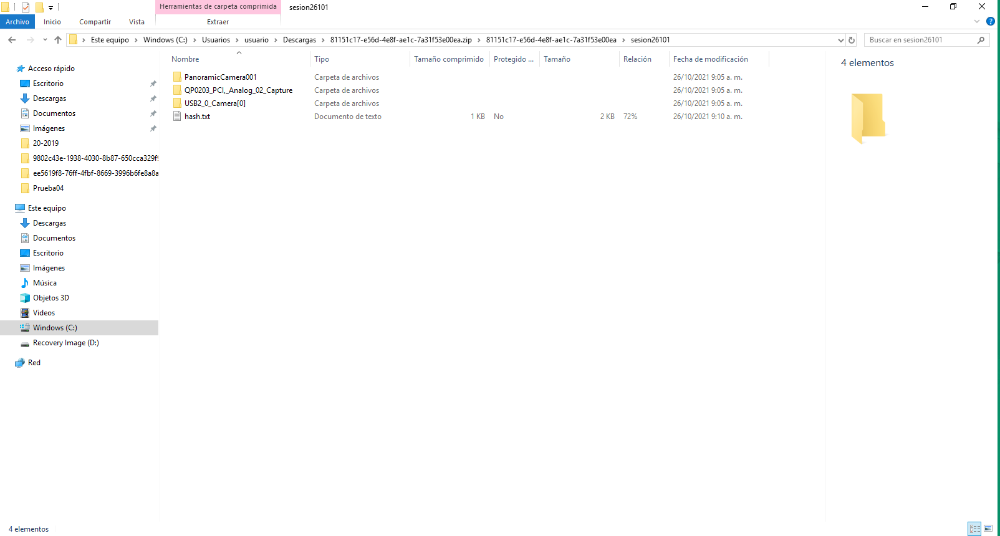 Herramientas de carpeta comprimida
sesion26101
Archivo
Inicio
Compartir
Vista
Extraer
Este equipo
Windows (C:)
Usuarios
usuario
Descargas
81151c17-e56d-4e8f-ae1c-7a31f53e00ea.zip
81151c17-e56d-4e8f-ae1c-7a31f53e00ea
sesion26101
Buscar en sesion26101
Nombre
Tipo
Tamaño comprimido
Protegido ...
Tamaño
Relación
Fecha de modificación
PanoramicCamera001 Carpeta de archivos 26/10/2021 9:05 a. m.
QP0203_PCI,_Analog_02_Capture Carpeta de archivos 26/10/2021 9:05 a. m.
USB2_0_Camera[0] Carpeta de archivos 26/10/2021 9:05 a. m.
hash.txt Documento de texto 1 KB No 2 KB 72% 26/10/2021 9:10 a. m.
4 elementos
Acceso rápido
Escritorio
Descargas
Documentos
Imágenes
20-2019
9802c43e-1938-4030-8b87-650cca329f9
ee5619f8-76ff-4fbf-8669-3996b6fe8a8a
Prueba04
Este equipo
Descargas
Documentos
Escritorio
Imágenes
Música
Objetos 3D
Videos
Windows (C:)
Recovery Image (D:)
Red
4 elementos